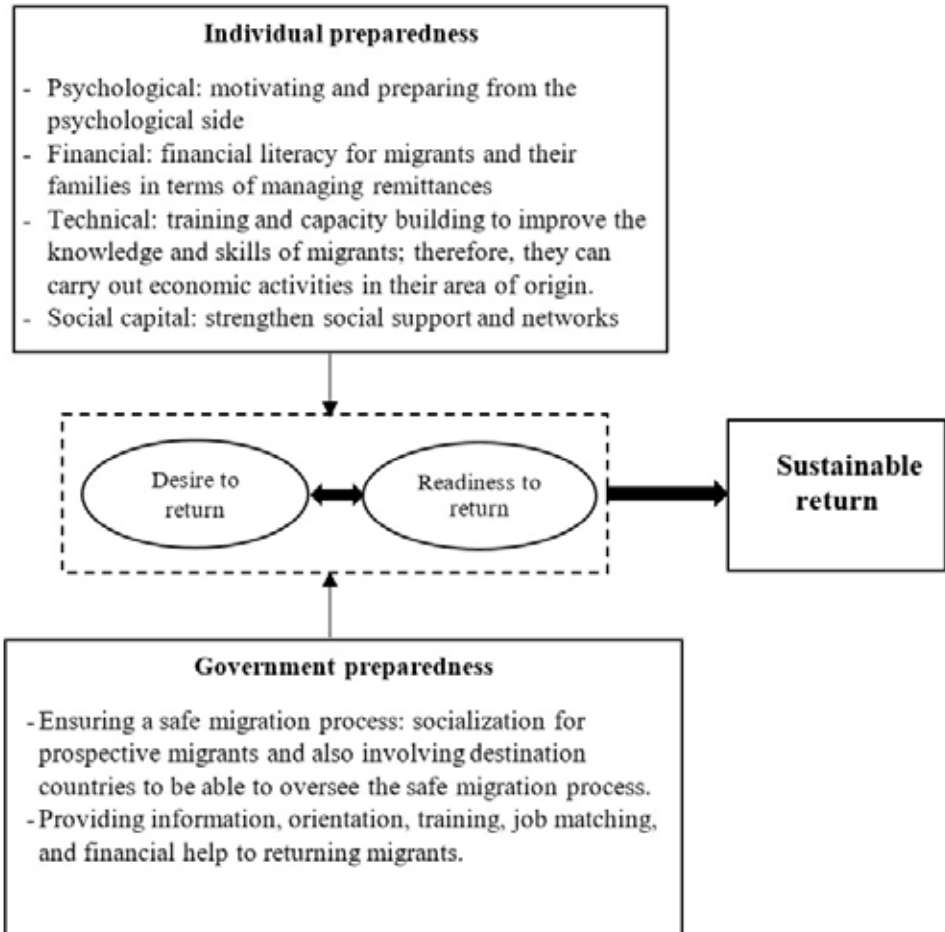 Individual preparedness
- Psychological: motivating and preparing from the
psychological side
- Financial: financial literacy for migrants and their
families in terms of managing remittances
- Technical: training and capacity building to improve the
knowledge and skills of migrants; therefore, they can
carry out economic activities in their area of origin.
- Social capital: strengthen social support and networks
Desire to
return
Readiness to
return
Sustainable
return
Government preparedness
- Ensuring a safe migration process: socialization for
prospective migrants and also involving destination
countries to be able to oversee the safe migration process.
- Providing information, orientation, training, job matching,
and financial help to returning migrants.